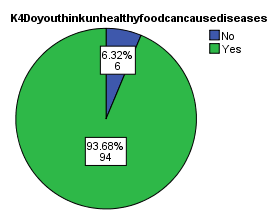 K4Doyouthinkunhealthyfoodcancausediseases
No
Yes
6.32%
6
93.68%
94